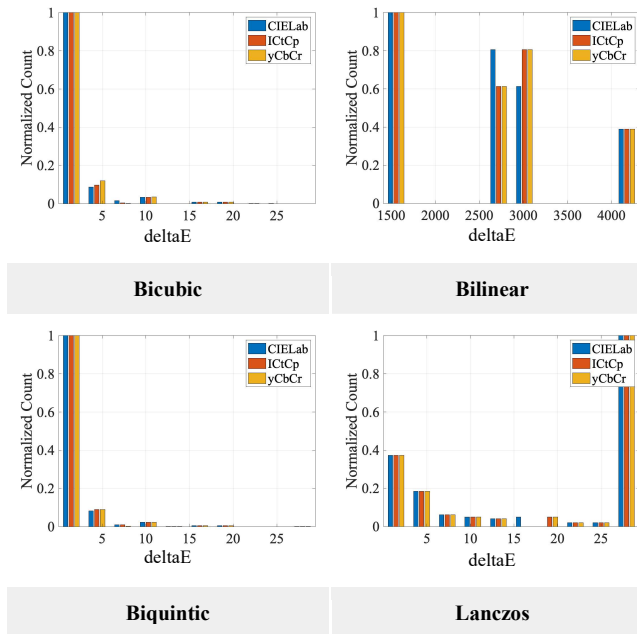 CIELab
ICtCp
yCbCr
Normalized Count
1
0.8
0.6
0.4
0.2
0
5 10 15 20 25
deltaE
CIELab
ICtCp
yCbCr
Normalized Count
1
0.8
0.6
0.4
0.2
0
1500 2000 2500 3000 3500 4000
deltaE
Bicubic
Bilinear
CIELab
ICtCp
yCbCr
Normalized Count
1
0.8
0.6
0.4
0.2
0
5 10 15 20 25
deltaE
CIELab
ICtCp
yCbCr
Normalized Count
1
0.8
0.6
0.4
0.2
0
5 10 15 20 25
deltaE
Biquintic
Lanczos